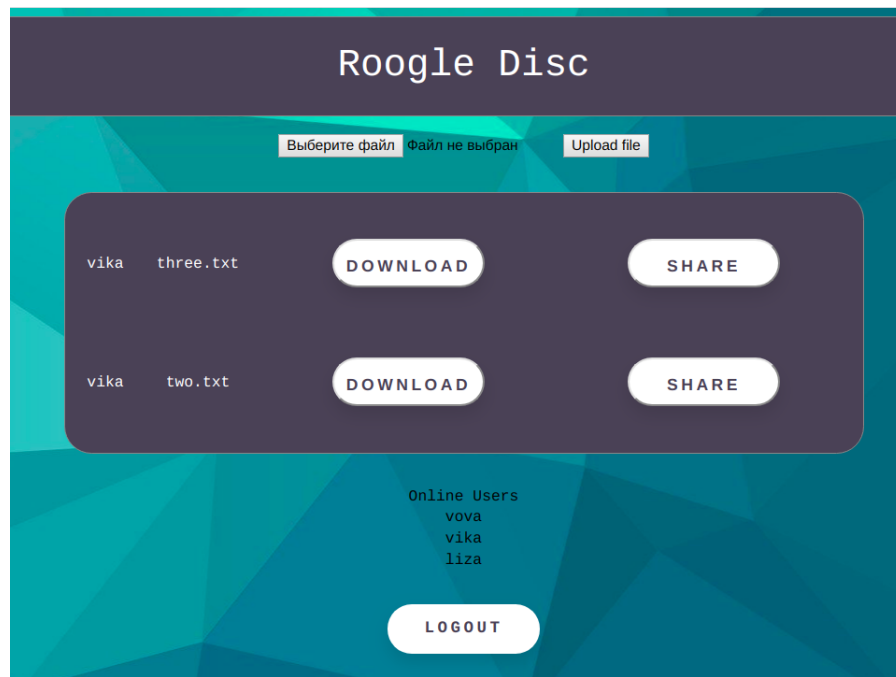 Roogle Disc
Выберите файл Файл не выбран Upload file
vika three.txt DOWNLOAD SHARE
vika two.txt DOWNLOAD SHARE
Online Users
vova
vika
liza
LOGOUT